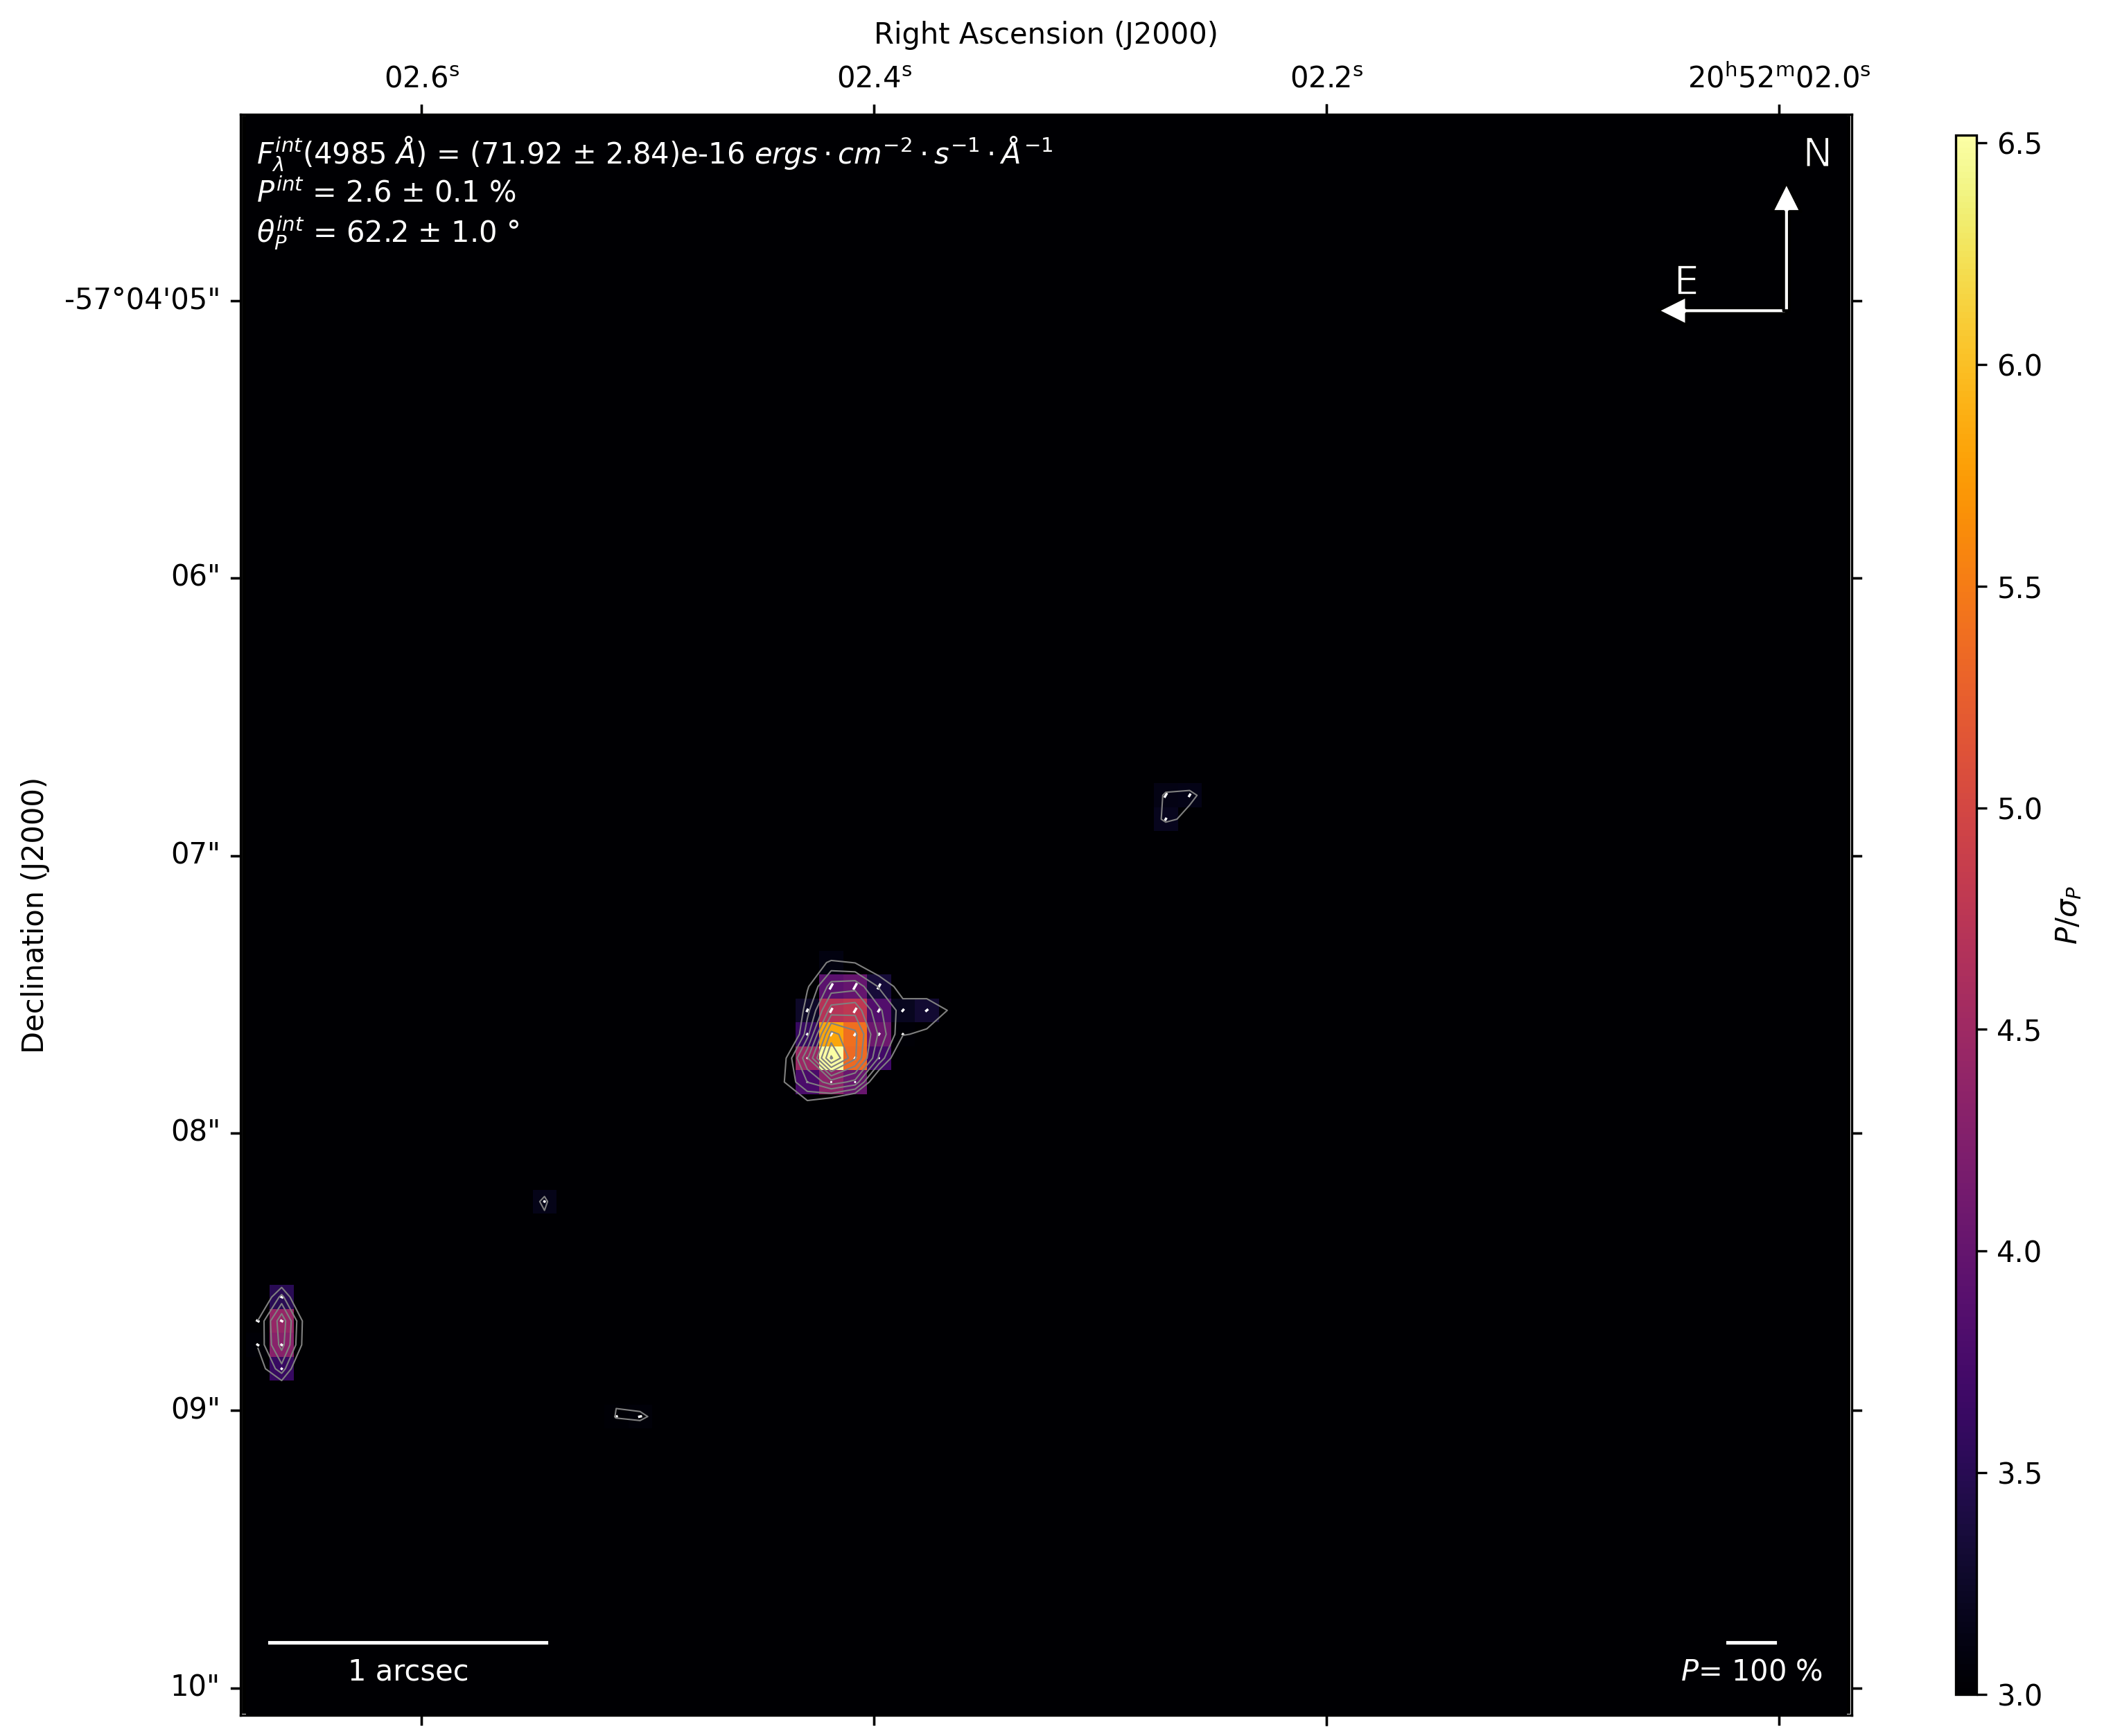 Right Ascension (J2000)
02.6ˢ 02.4ˢ 02.2ˢ 20ʰ52ᵐ02.0ˢ
F_λ^int(4985 Å) = (71.92 ± 2.84)e-16 ergs · cm⁻² · s⁻¹ · Å⁻¹
P^int = 2.6 ± 0.1 %
θ_P^int = 62.2 ± 1.0 °
N
E
-57°04'05"
06"
07"
08"
09"
10"
Declination (J2000)
1 arcsec
P= 100 %
6.5
6.0
5.5
5.0
4.5
4.0
3.5
3.0
P/σ_P